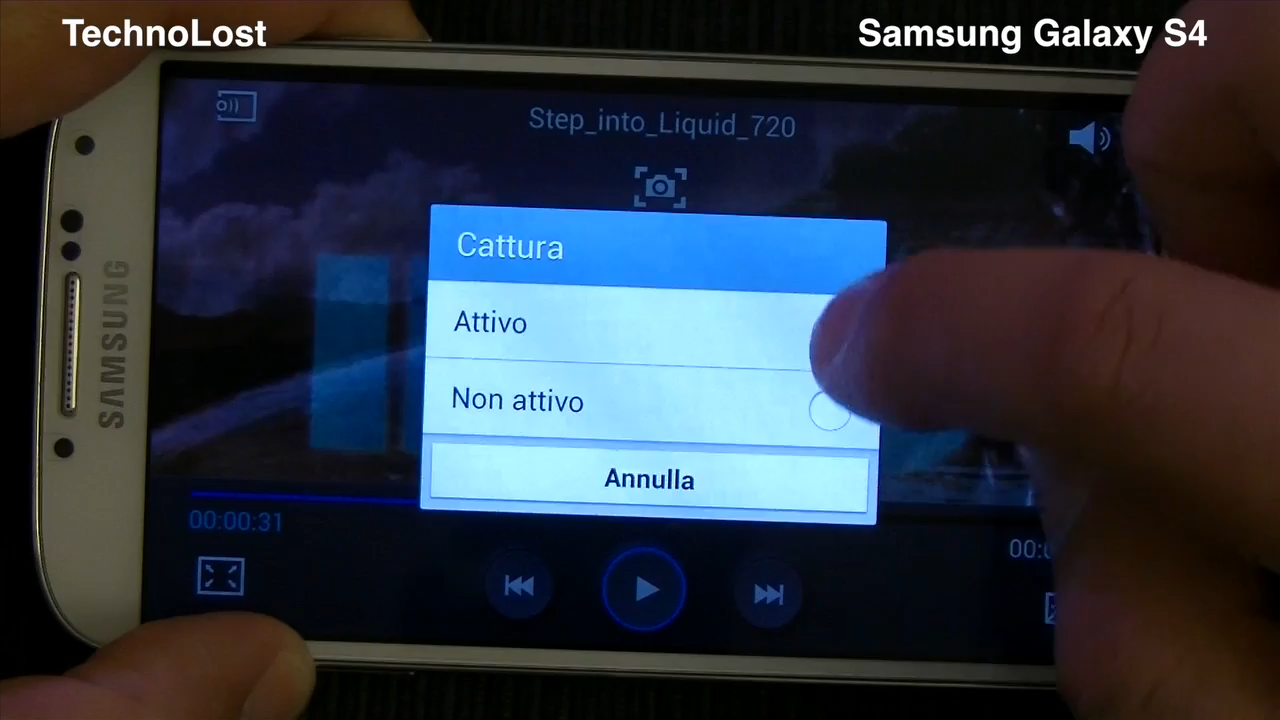 TechnoLost
Samsung Galaxy S4
Step_into_Liquid_720
Cattura
Attivo
Non attivo
Annulla
00:00:31
SAMSUNG